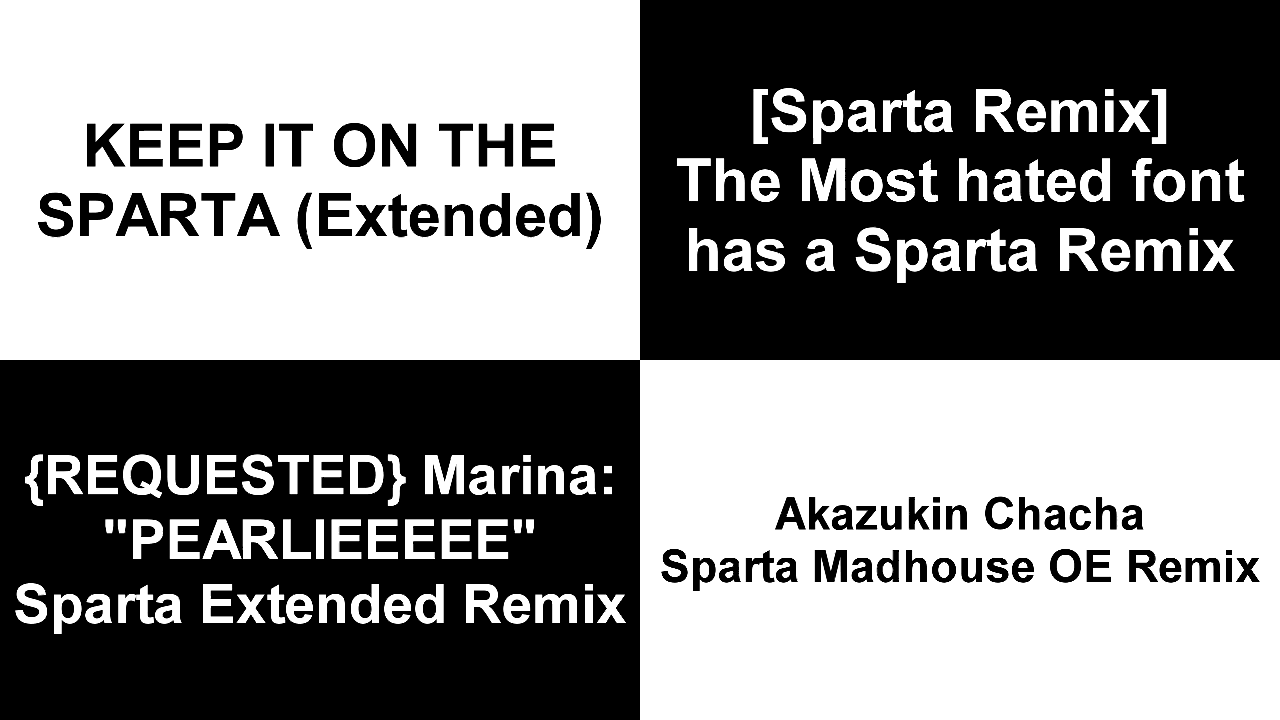 KEEP IT ON THE
SPARTA (Extended)
[Sparta Remix]
The Most hated font
has a Sparta Remix
{REQUESTED} Marina:
"PEARLIEEEEE"
Sparta Extended Remix
Akazukin Chacha
Sparta Madhouse OE Remix